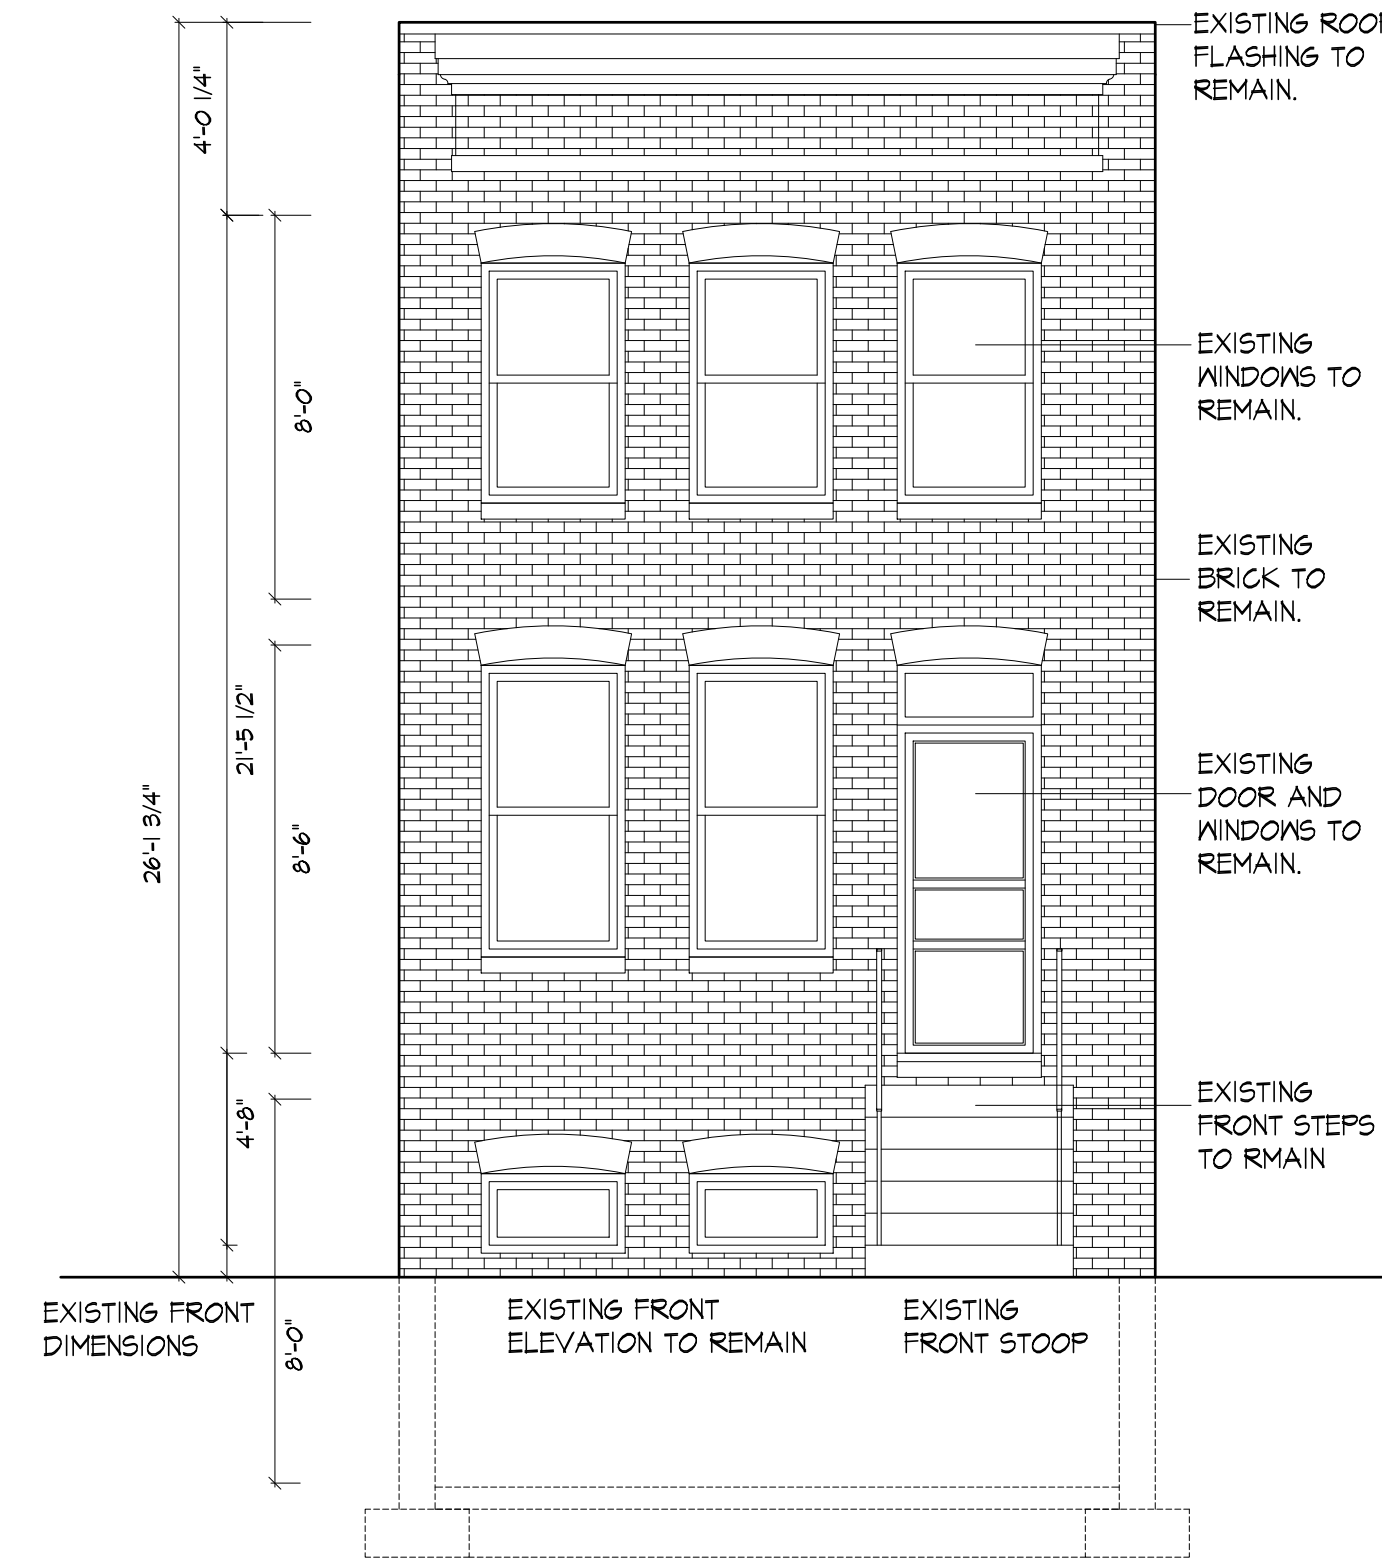 EXISTING ROOF
FLASHING TO
REMAIN.
4'-0 1/4"
EXISTING
WINDOWS TO
REMAIN.
8'-0"
EXISTING
BRICK TO
REMAIN.
21'-5 1/2"
26'-1 3/4"
8'-6"
EXISTING
DOOR AND
WINDOWS TO
REMAIN.
4'-8"
EXISTING
FRONT STEPS
TO RMAIN
EXISTING FRONT
DIMENSIONS
8'-0"
EXISTING FRONT
ELEVATION TO REMAIN
EXISTING
FRONT STOOP